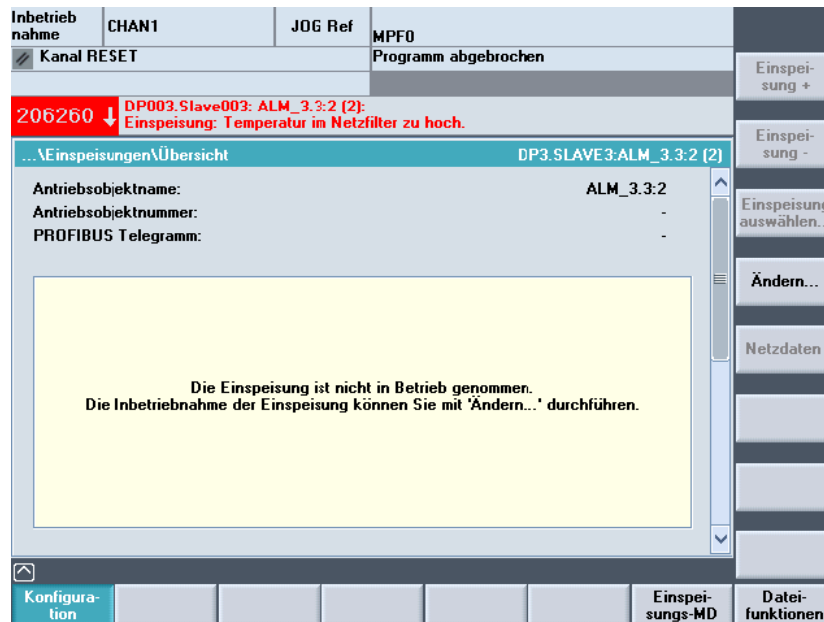 Inbetrieb
nahme
CHAN1
JOG Ref
MPF0
Kanal RESET
Programm abgebrochen
206260
DP003.Slave003: ALM_3.3:2 (2):
Einspeisung: Temperatur im Netzfilter zu hoch.
...\Einspeisungen\Übersicht
DP3.SLAVE3:ALM_3.3:2 (2)
Antriebsobjektname:
ALM_3.3:2
Antriebsobjektnummer:
-
PROFIBUS Telegramm:
-
Die Einspeisung ist nicht in Betrieb genommen.
Die Inbetriebnahme der Einspeisung können Sie mit 'Ändern...' durchführen.
Einspei-
sung +
Einspei-
sung -
Einspeisung
auswählen..
Ändern...
Netzdaten
Konfigura-
tion
Einspei-
sungs-MD
Datei-
funktionen